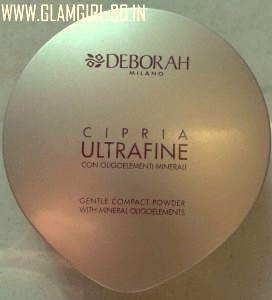 WWW.GLAMGIRL.CO.IN
DEBORAH
MILANO
CIPRIA
ULTRAFINE
CON OLIGOELEMENTI MINERALI
GENTLE COMPACT POWDER
WITH MINERAL OLIGOELEMENTS